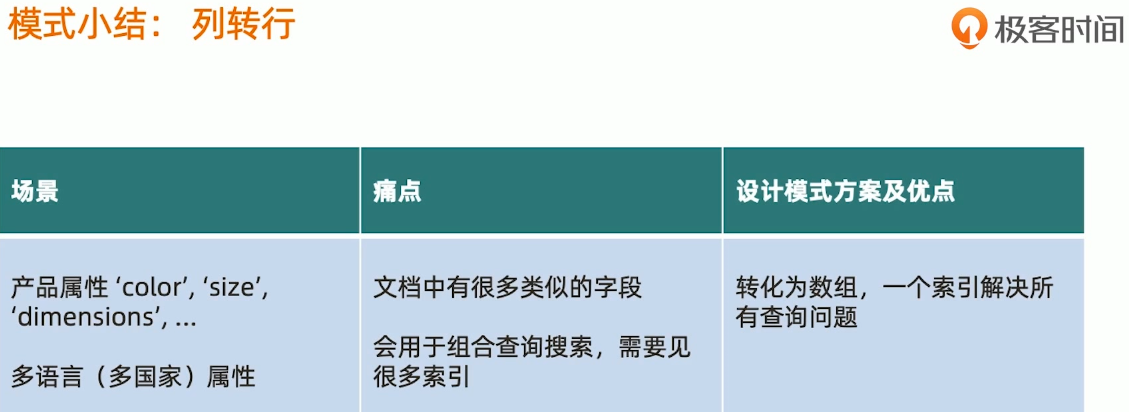 模式小结： 列转行
极客时间
场景
痛点
设计模式方案及优点
产品属性 ‘color’, ‘size’,
‘dimensions’, ...
多语言（多国家）属性
文档中有很多类似的字段
会用于组合查询搜索，需要见
很多索引
转化为数组，一个索引解决所
有查询问题